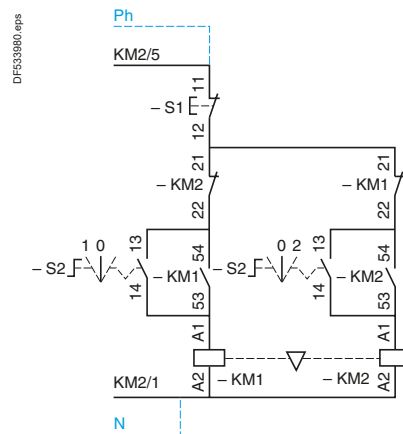 DF533980.eps
Ph
KM2/5
11
– S1
12
21
21
– KM2
– KM1
22
22
1 0
13
54
0 2
13
54
– S2
– KM1
– S2
– KM2
14
53
14
53
A1
A1
– KM1
– KM2
A2
A2
KM2/1
N